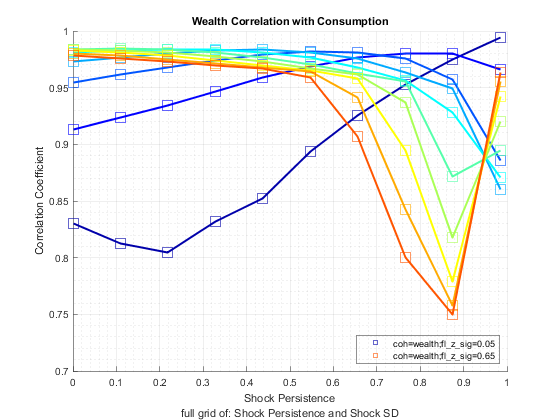 Wealth Correlation with Consumption
Correlation Coefficient
1
0.95
0.9
0.85
0.8
0.75
0.7
0 0.1 0.2 0.3 0.4 0.5 0.6 0.7 0.8 0.9 1
coh=wealth;fl_z_sig=0.05
coh=wealth;fl_z_sig=0.65
Shock Persistence
full grid of: Shock Persistence and Shock SD